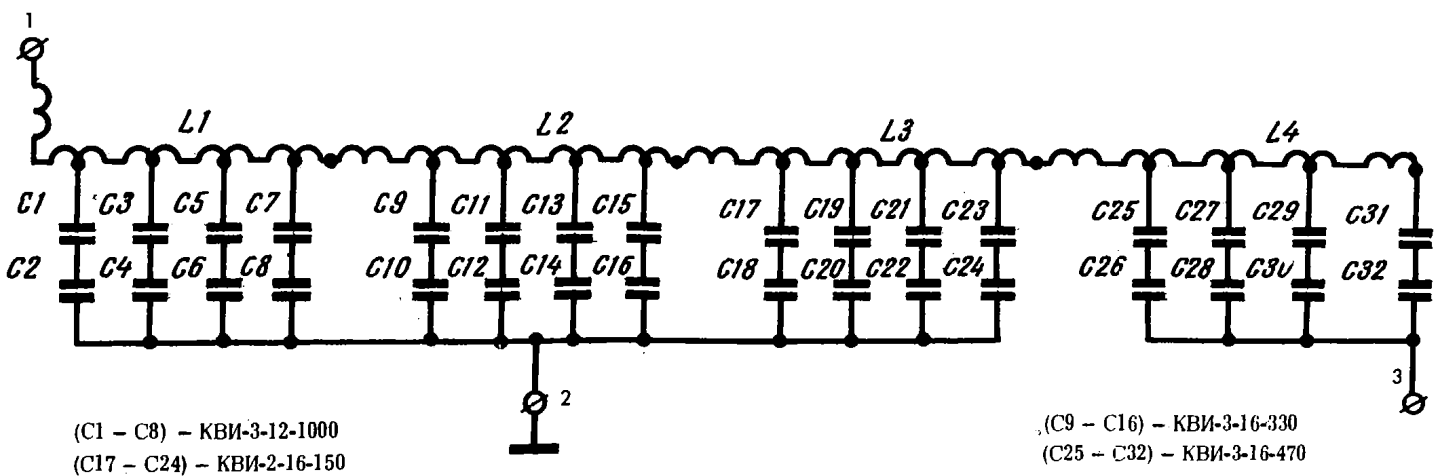 1
L1 L2 L3 L4
C1 C3 C5 C7 C9 C11 C13 C15 C17 C19 C21 C23 C25 C27 C29 C31
C2 C4 C6 C8 C10 C12 C14 C16 C18 C20 C22 C24 C26 C28 C30 C32
2
3
(C1 – C8) – КВИ-3-12-1000
(C17 – C24) – КВИ-2-16-150
(C9 – C16) – КВИ-3-16-330
(C25 – C32) – КВИ-3-16-470